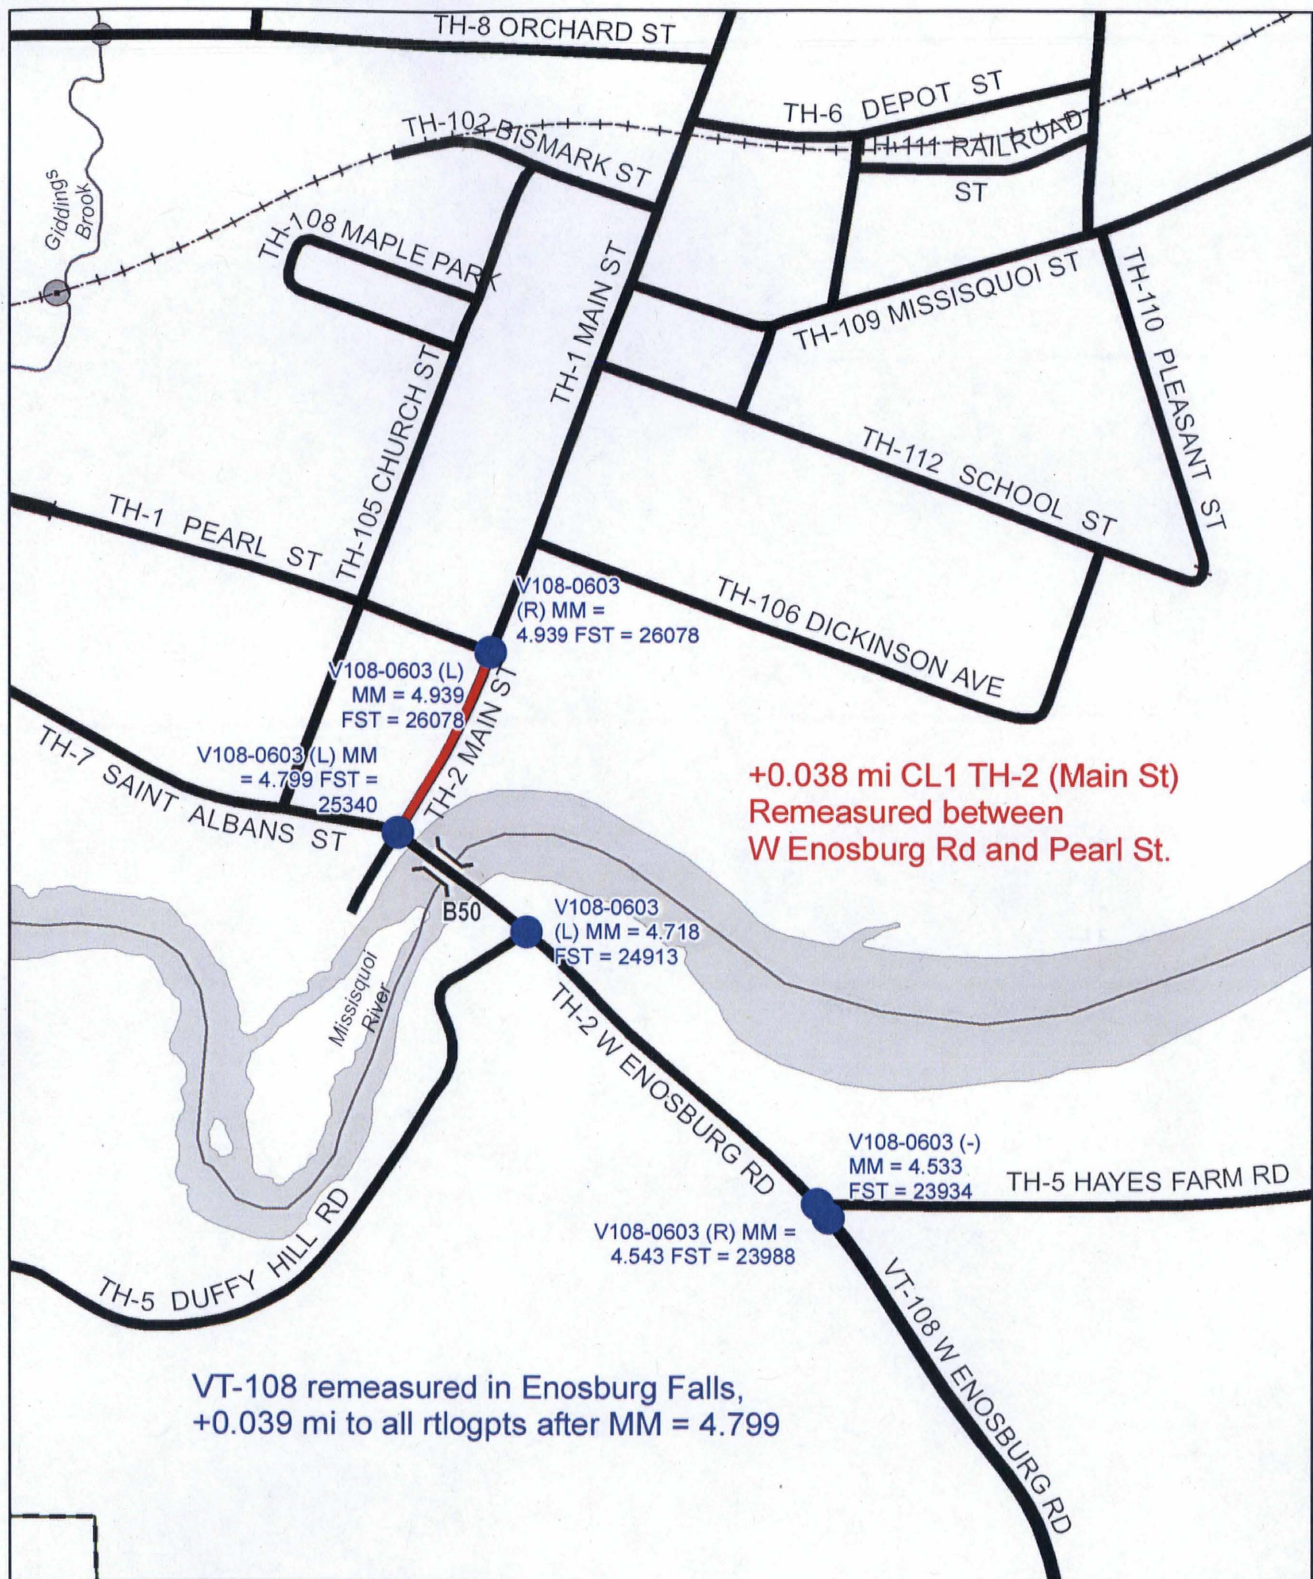 TH-8 ORCHARD ST
TH-6 DEPOT ST
TH-102 BISMARK ST
TH-111 RAILROAD
ST
Giddings
Brook
TH-108 MAPLE PARK
TH-1 MAIN ST
TH-109 MISSISQUOI ST
TH-110 PLEASANT ST
TH-105 CHURCH ST
TH-112 SCHOOL ST
TH-1 PEARL ST
V108-0603
(R) MM =
4.939 FST = 26078
TH-106 DICKINSON AVE
V108-0603 (L)
MM = 4.939
FST = 26078
TH-2 MAIN ST
V108-0603 (L) MM
= 4.799 FST =
25340
TH-7 SAINT ALBANS ST
+0.038 mi CL1 TH-2 (Main St)
Remeasured between
W Enosburg Rd and Pearl St.
B50
V108-0603
(L) MM = 4.718
FST = 24913
Missisquoi
River
TH-2 W ENOSBURG RD
V108-0603 (-)
MM = 4.533
FST = 23934
TH-5 HAYES FARM RD
V108-0603 (R) MM =
4.543 FST = 23988
TH-5 DUFFY HILL RD
VT-108 W ENOSBURG RD
VT-108 remeasured in Enosburg Falls,
+0.039 mi to all rtlogpts after MM = 4.799